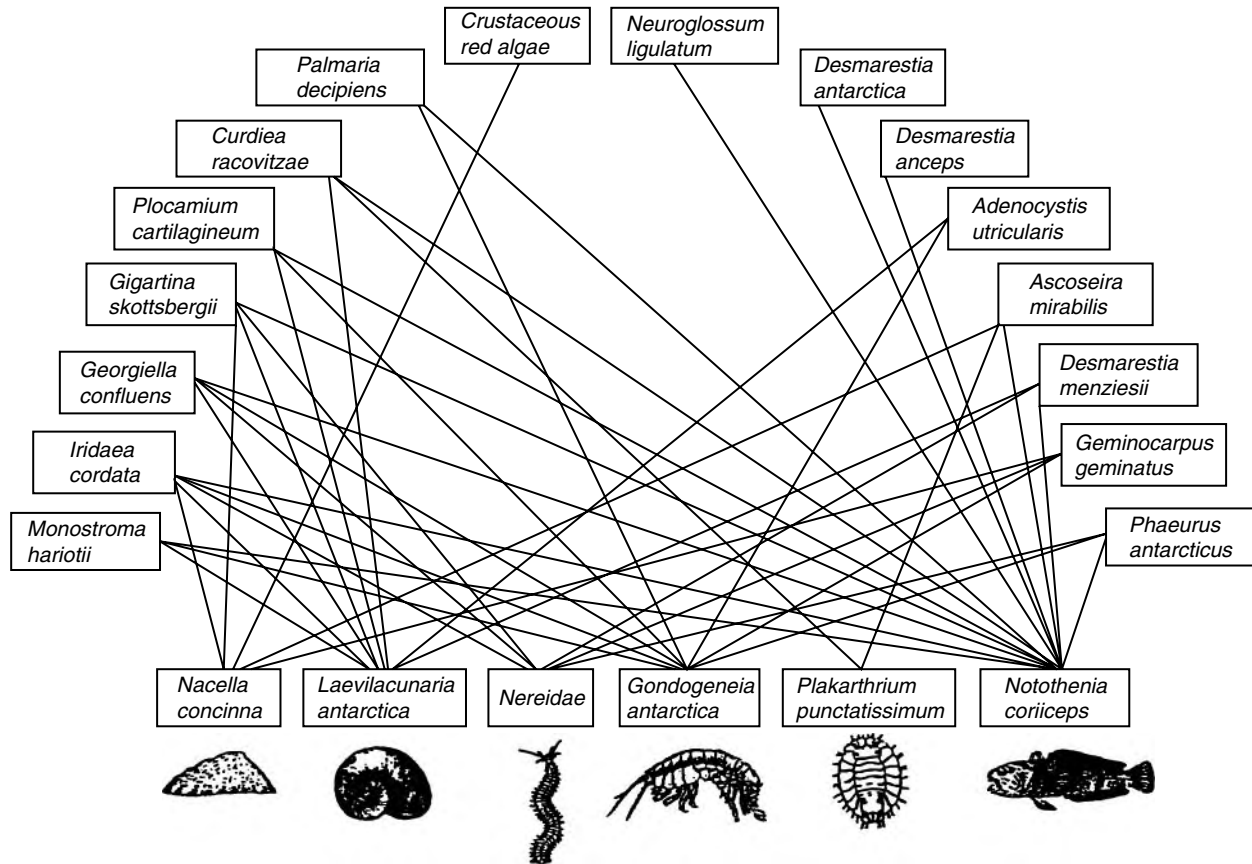 Crustaceous
red algae
Neuroglossum
ligulatum
Palmaria
decipiens
Desmarestia
antarctica
Curdiea
racovitzae
Desmarestia
anceps
Plocamium
cartilagineum
Adenocystis
utricularis
Gigartina
skottsbergii
Ascoseira
mirabilis
Georgiella
confluens
Desmarestia
menziesii
Iridaea
cordata
Geminocarpus
geminatus
Monostroma
hariotii
Phaeurus
antarcticus
Nacella
concinna
Laevilacunaria
antarctica
Nereidae
Gondogeneia
antarctica
Plakarthrium
punctatissimum
Notothenia
coriiceps